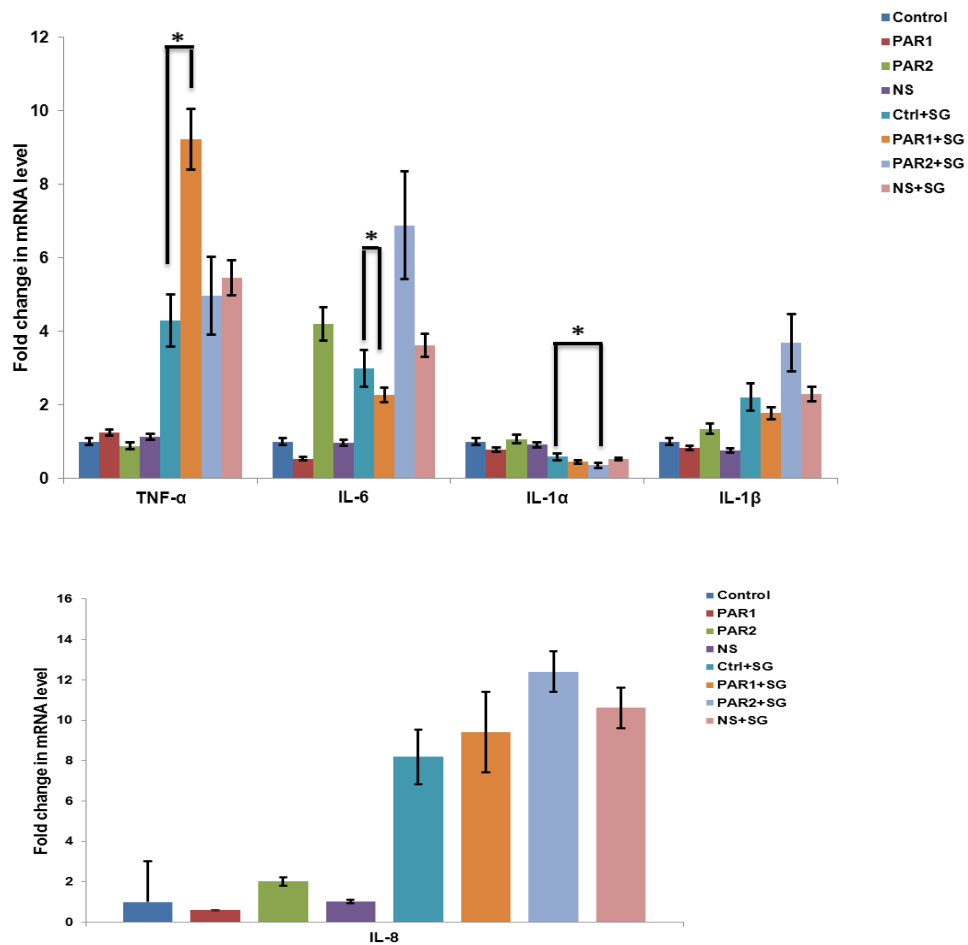 Control
PAR1
PAR2
NS
Ctrl+SG
PAR1+SG
PAR2+SG
NS+SG
Fold change in mRNA level
12
10
8
6
4
2
0
*
*
*
TNF-α IL-6 IL-1α IL-1β
Control
PAR1
PAR2
NS
Ctrl+SG
PAR1+SG
PAR2+SG
NS+SG
Fold change in mRNA level
16
14
12
10
8
6
4
2
0
IL-8